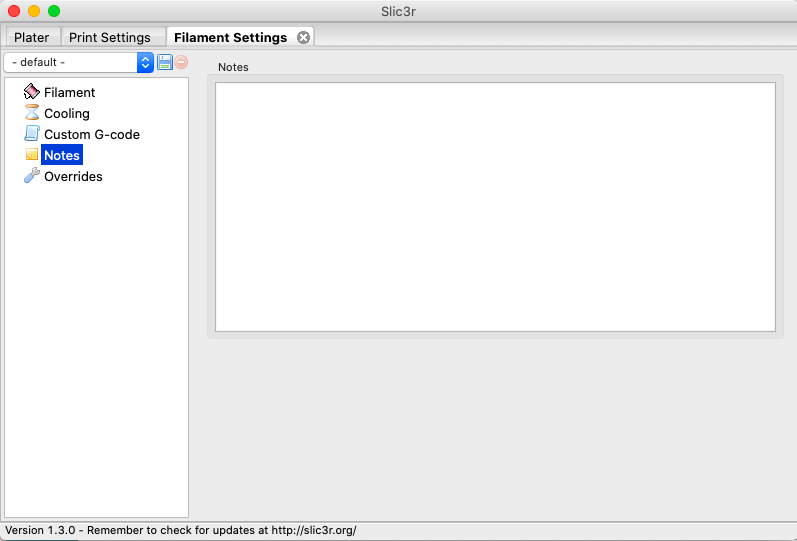 Slic3r
Plater
Print Settings
Filament Settings
- default -
Filament
Cooling
Custom G-code
Notes
Overrides
Notes
Version 1.3.0 - Remember to check for updates at http://slic3r.org/